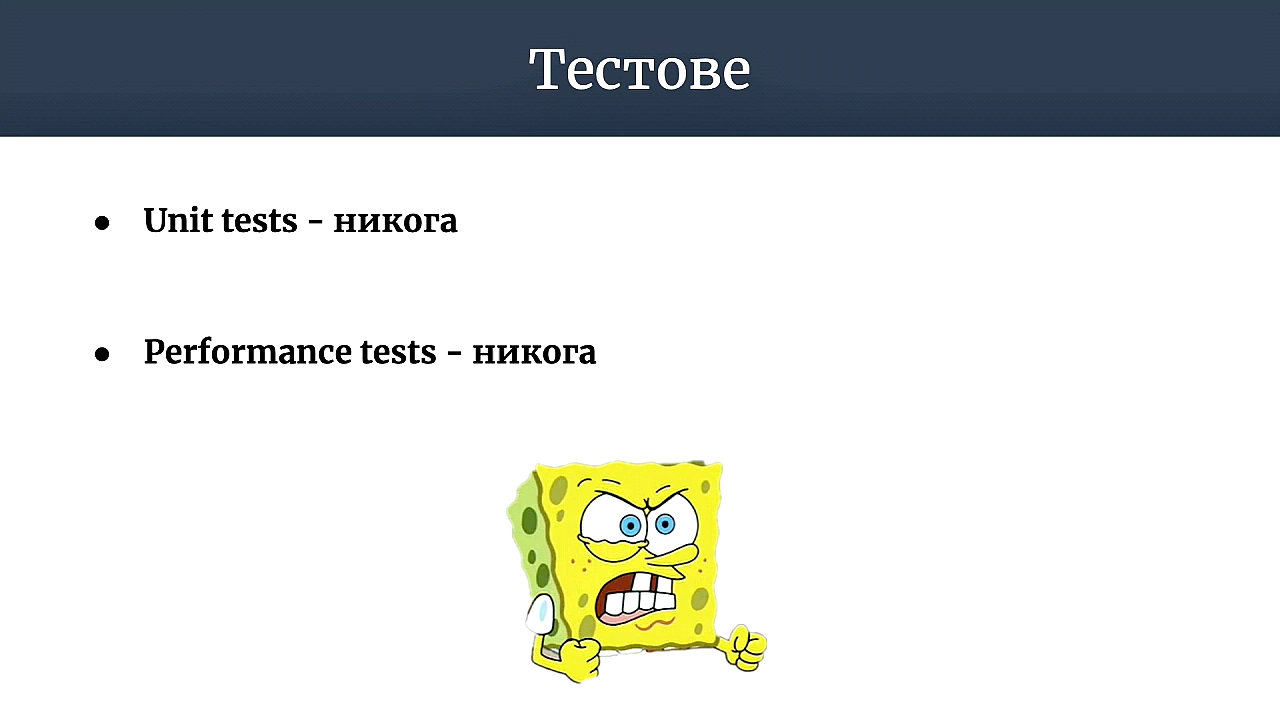 Тестове
● Unit tests - никога
● Performance tests - никога